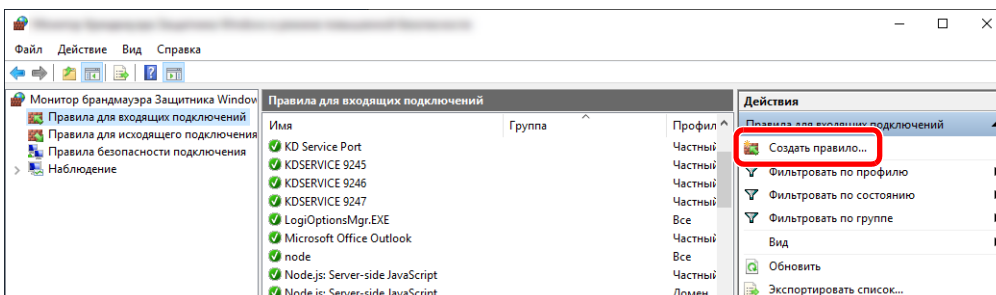 Файл Действие Вид Справка
Монитор брандмауэра Защитника Window
Правила для входящих подключений
Правила для исходящего подключения
Правила безопасности подключения
Наблюдение
Правила для входящих подключений
Имя Группа Профил
KD Service Port Частный
KDSERVICE 9245 Частный
KDSERVICE 9246 Частный
KDSERVICE 9247 Частный
LogiOptionsMgr.EXE Все
Microsoft Office Outlook Частный
node Все
Node.js: Server-side JavaScript Частный
Node.js: Server-side JavaScript Домен
Действия
Правила для входящих подключений
Создать правило...
Фильтровать по профилю
Фильтровать по состоянию
Фильтровать по группе
Вид
Обновить
Экспортировать список...